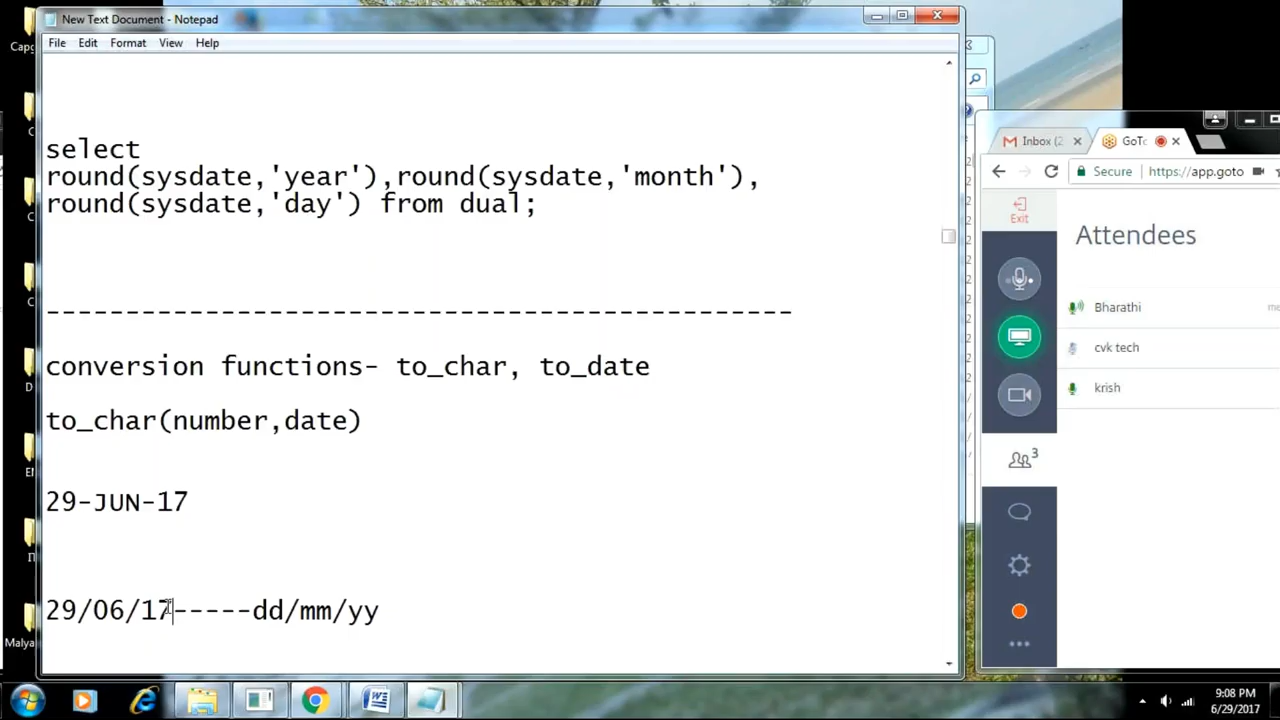 New Text Document - Notepad
File Edit Format View Help
select
round(sysdate,'year'),round(sysdate,'month'),
round(sysdate,'day') from dual;
----------------------------------------------
conversion functions- to_char, to_date
to_char(number,date)
29-JUN-17
29/06/17-----dd/mm/yy
Inbox (2
GoTo
Secure https://app.goto
Exit
Attendees
Bharathi
cvk tech
krish
3
9:08 PM
6/29/2017